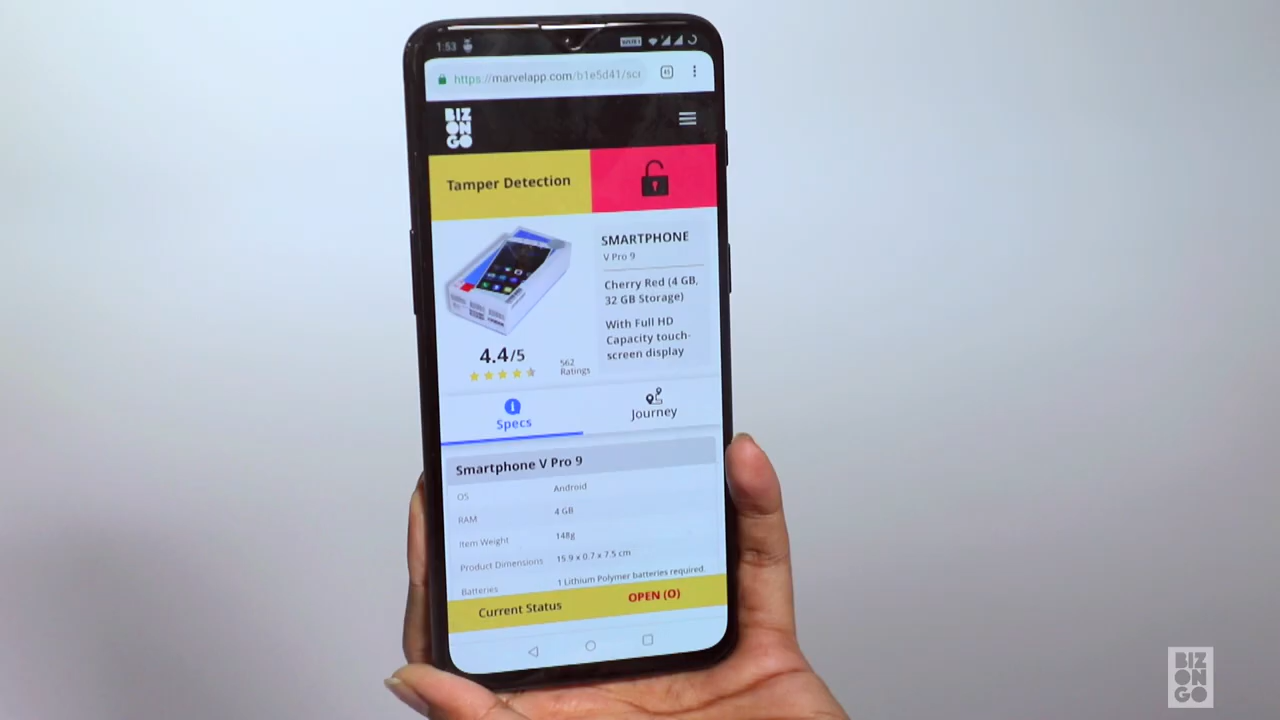 1:53
https://marvelapp.com/b1e5d41/scr
BIZ
ON
GO
Tamper Detection
SMARTPHONE
V Pro 9
Cherry Red (4 GB,
32 GB Storage)
With Full HD
Capacity touch-
screen display
4.4/5
562
Ratings
Specs
Journey
Smartphone V Pro 9
OS Android
RAM 4 GB
Item Weight 148g
Product Dimensions 15.9 x 0.7 x 7.5 cm
Batteries 1 Lithium Polymer batteries required.
Current Status OPEN (O)
BIZ
ON
GO